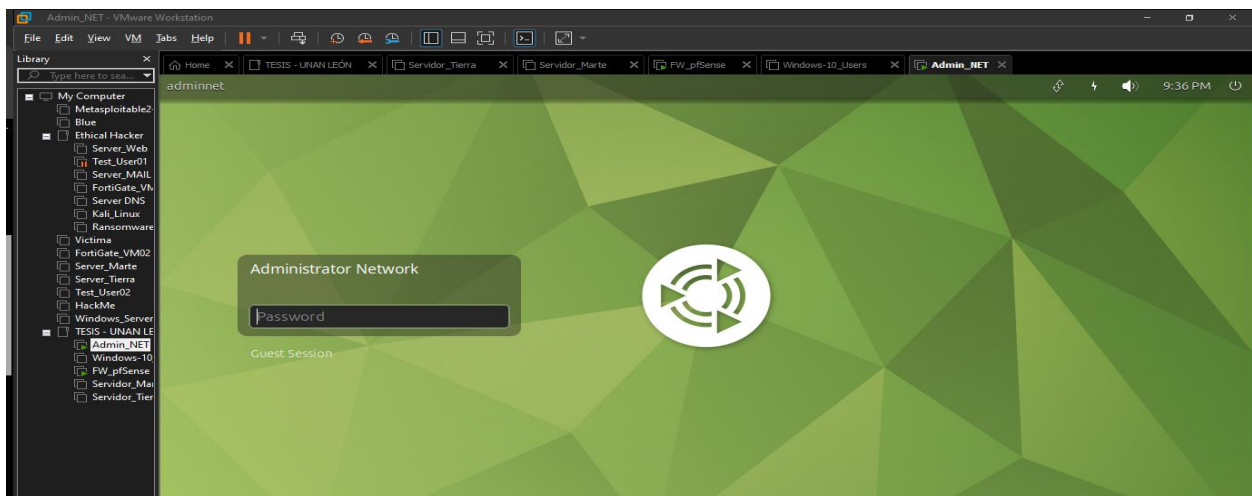 Admin_NET - VMware Workstation
File Edit View VM Tabs Help
Library
Type here to sea...
Home TESIS - UNAN LEÓN Servidor_Tierra Servidor_Marte FW_pfSense Windows-10_Users Admin_NET
adminnet 9:36 PM
My Computer
Metasploitable2-
Blue
Ethical Hacker
Server_Web
Test_User01
Server_MAIL
FortiGate_VM
Server DNS
Kali_Linux
Ransomware
Victima
FortiGate_VM02
Server_Marte
Server_Tierra
Test_User02
HackMe
Windows_Server
TESIS - UNAN LE
Admin_NET
Windows-10
FW_pfSense
Servidor_Mar
Servidor_Tier
Administrator Network
Password
Guest Session